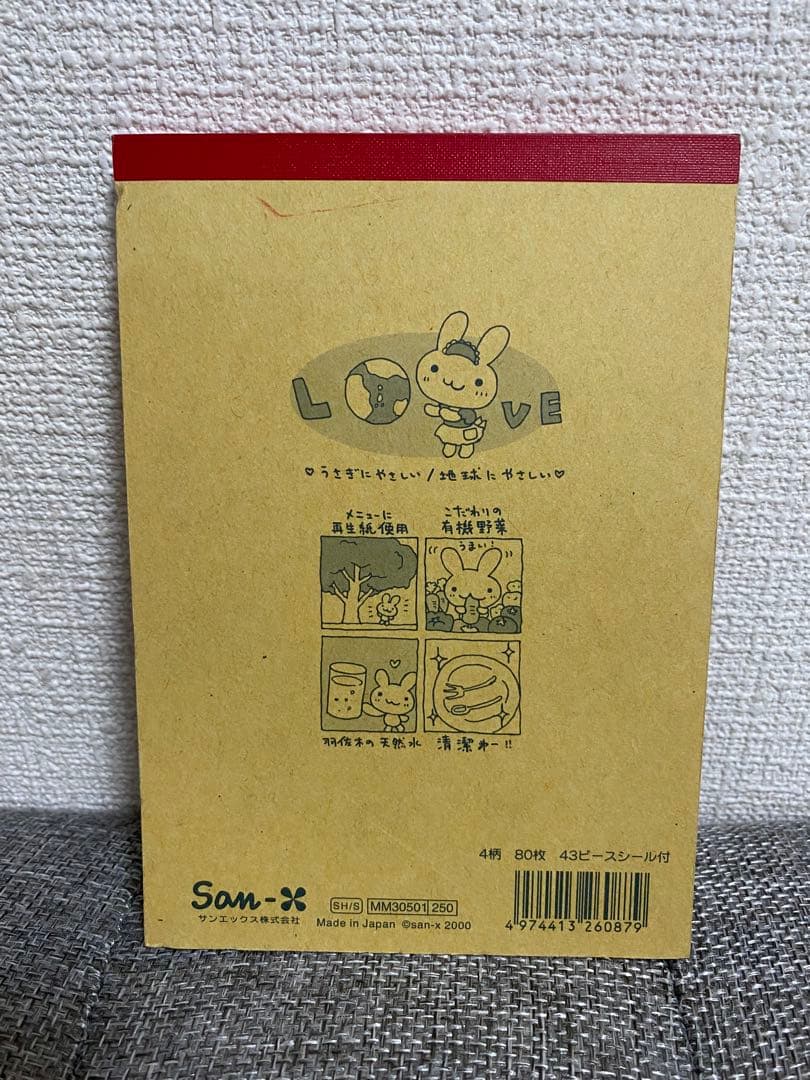 LOVE
♡うさぎにやさしい/地球にやさしい♡
メニューに
再生紙使用
こだわりの
有機野菜
うまい!
羽佐木の天然水
清潔ねー!!
4柄 80枚 43ピースシール付
San-X
サンエックス株式会社
SH/S MM30501 250
Made in Japan ©san-x 2000
4 974413 260879